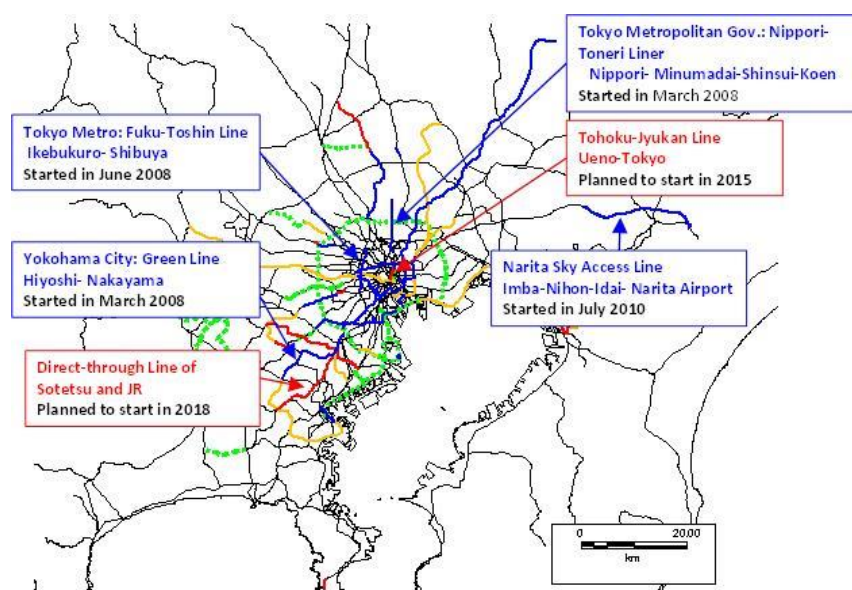 Tokyo Metropolitan Gov.: Nippori-
Toneri Liner
Nippori- Minumadai-Shinsui-Koen
Started in March 2008
Tokyo Metro: Fuku-Toshin Line
Ikebukuro- Shibuya
Started in June 2008
Tohoku-Jyukan Line
Ueno-Tokyo
Planned to start in 2015
Yokohama City: Green Line
Hiyoshi- Nakayama
Started in March 2008
Narita Sky Access Line
Imba-Nihon-Idai- Narita Airport
Started in July 2010
Direct-through Line of
Sotetsu and JR
Planned to start in 2018
0 20.00
km